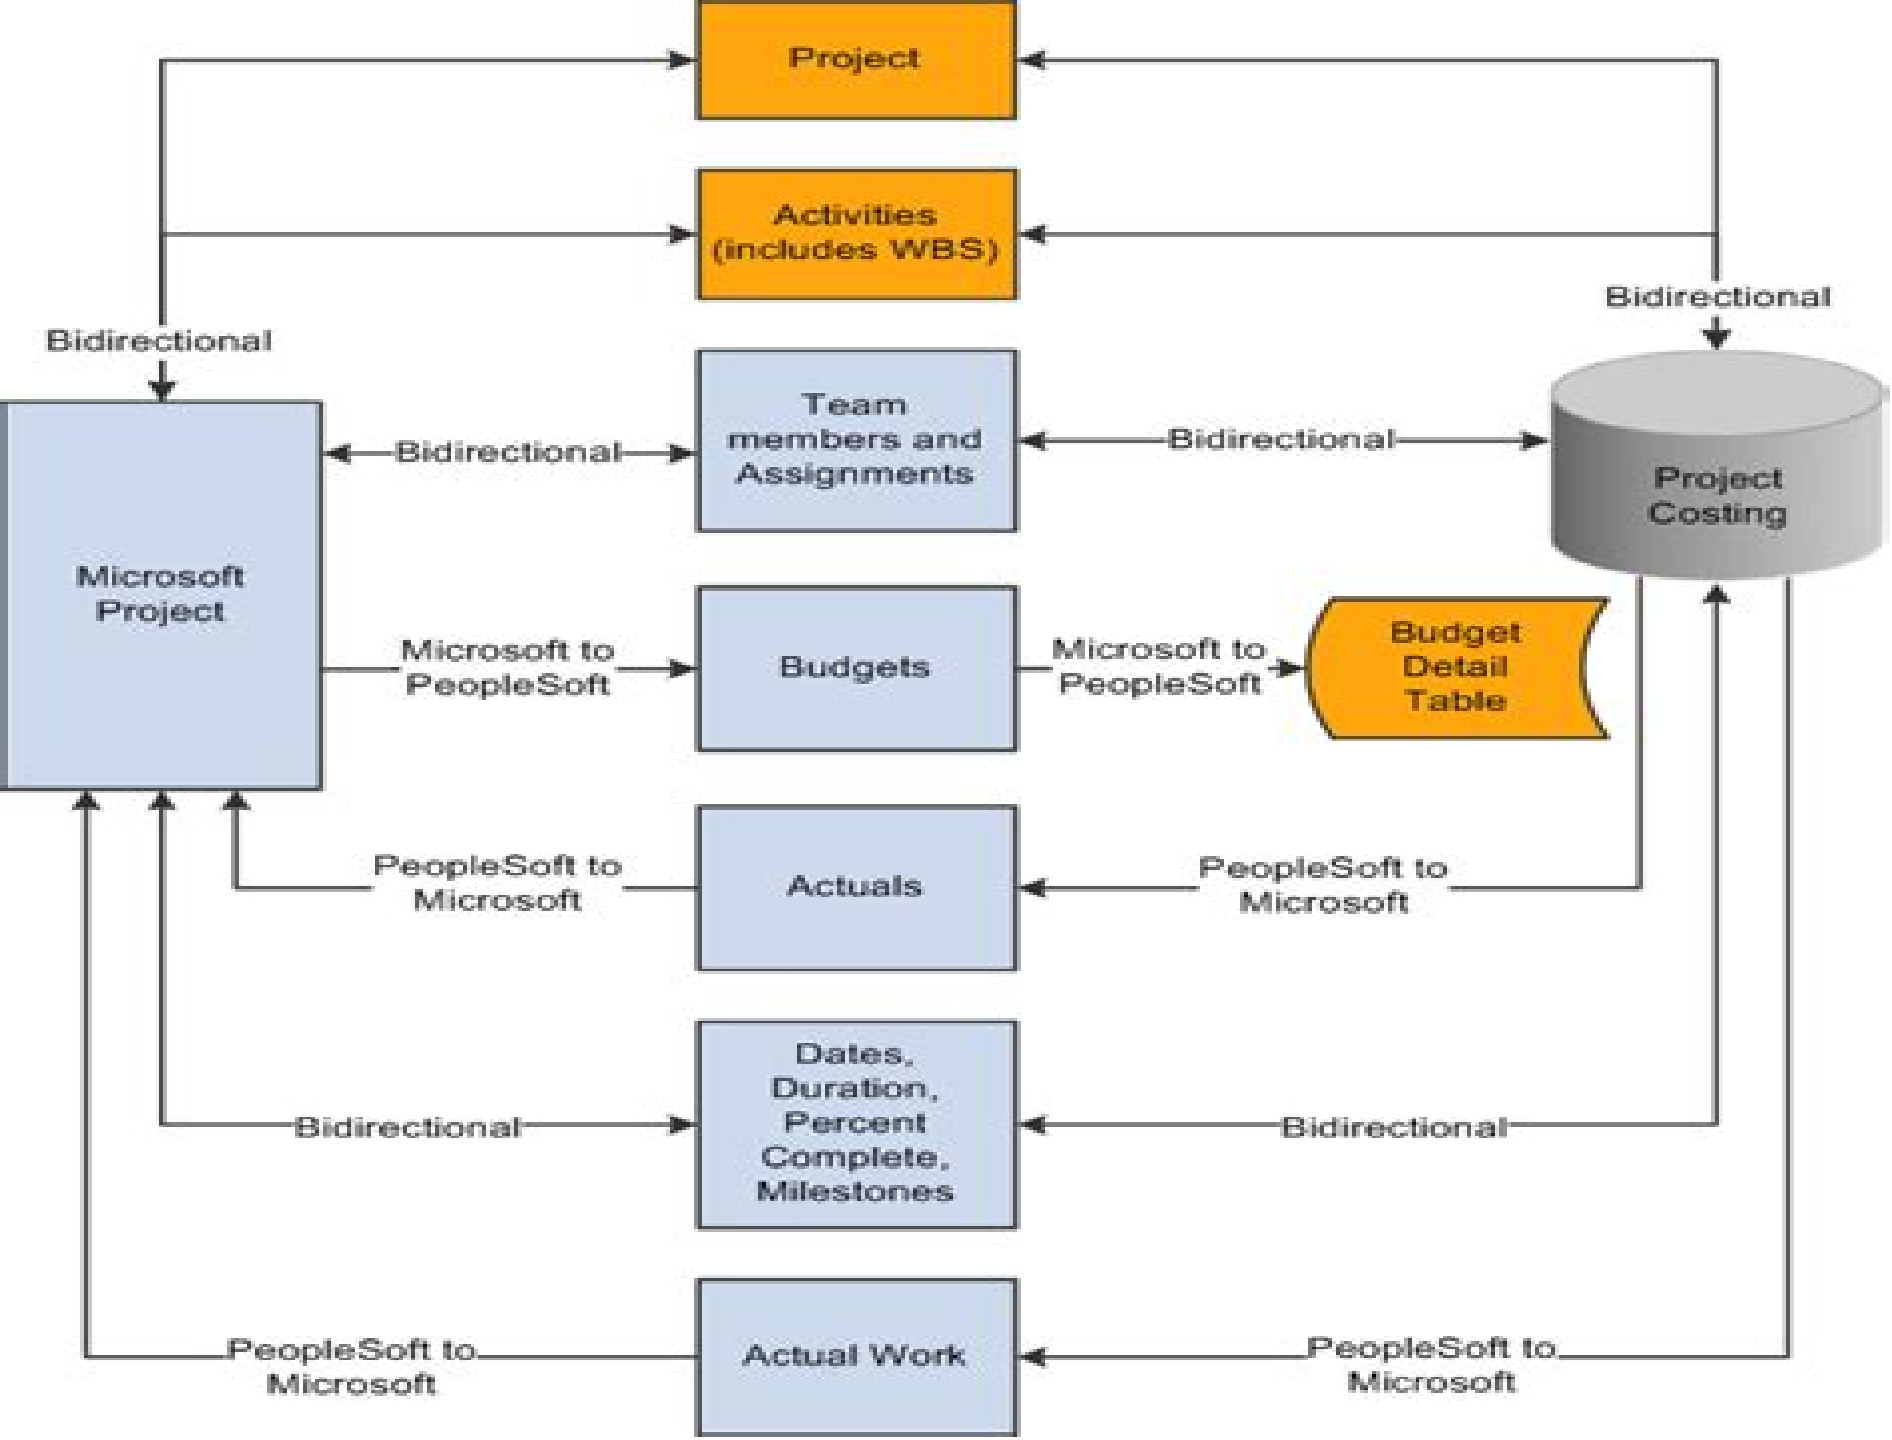 Project
Activities
(includes WBS)
Bidirectional
Bidirectional
Team
members and
Assignments
Bidirectional
Bidirectional
Project
Costing
Microsoft
Project
Microsoft to
PeopleSoft
Budgets
Microsoft to
PeopleSoft
Budget
Detail
Table
PeopleSoft to
Microsoft
Actuals
PeopleSoft to
Microsoft
Dates,
Duration,
Percent
Complete,
Milestones
Bidirectional
Bidirectional
PeopleSoft to
Microsoft
Actual Work
PeopleSoft to
Microsoft